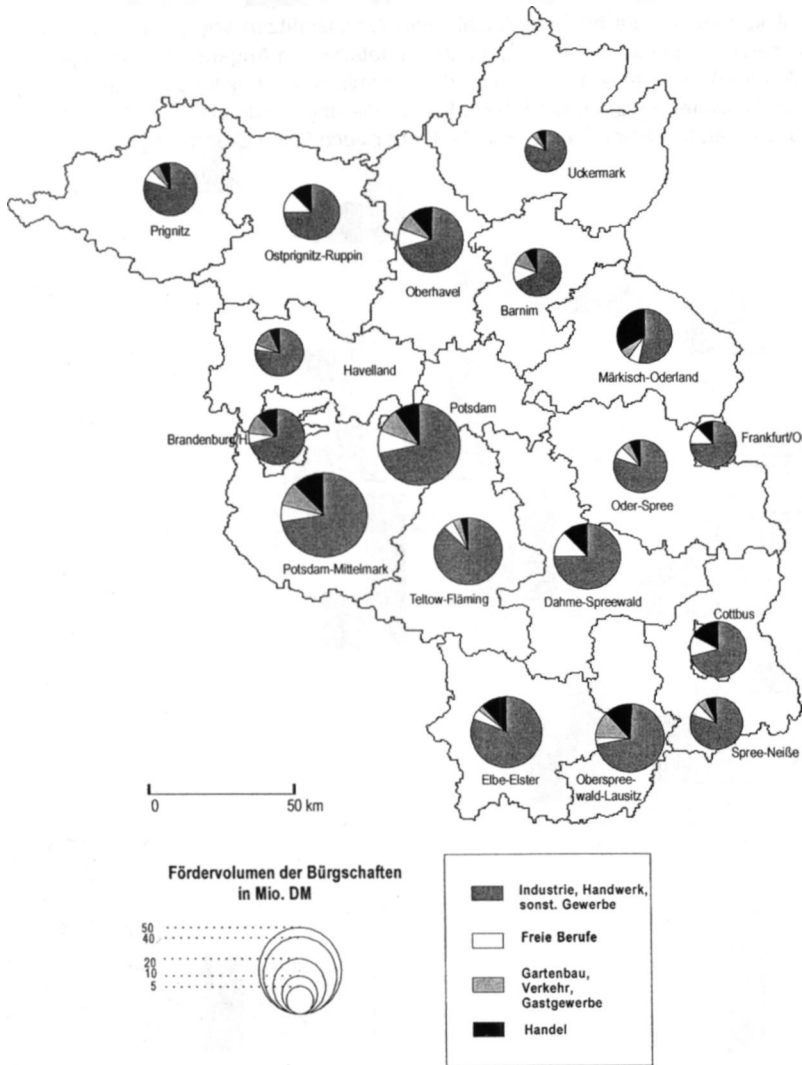 Uckermark
Prignitz
Ostprignitz-Ruppin
Oberhavel
Barnim
Havelland
Märkisch-Oderland
Potsdam
Brandenburg/H.
Frankfurt/O
Oder-Spree
Potsdam-Mittelmark
Teltow-Fläming
Dahme-Spreewald
Cottbus
Spree-Neiße
Elbe-Elster
Oberspree-
wald-Lausitz
0 50 km
Fördervolumen der Bürgschaften
in Mio. DM
50
40
20
10
5
Industrie, Handwerk,
sonst. Gewerbe
Freie Berufe
Gartenbau,
Verkehr,
Gastgewerbe
Handel